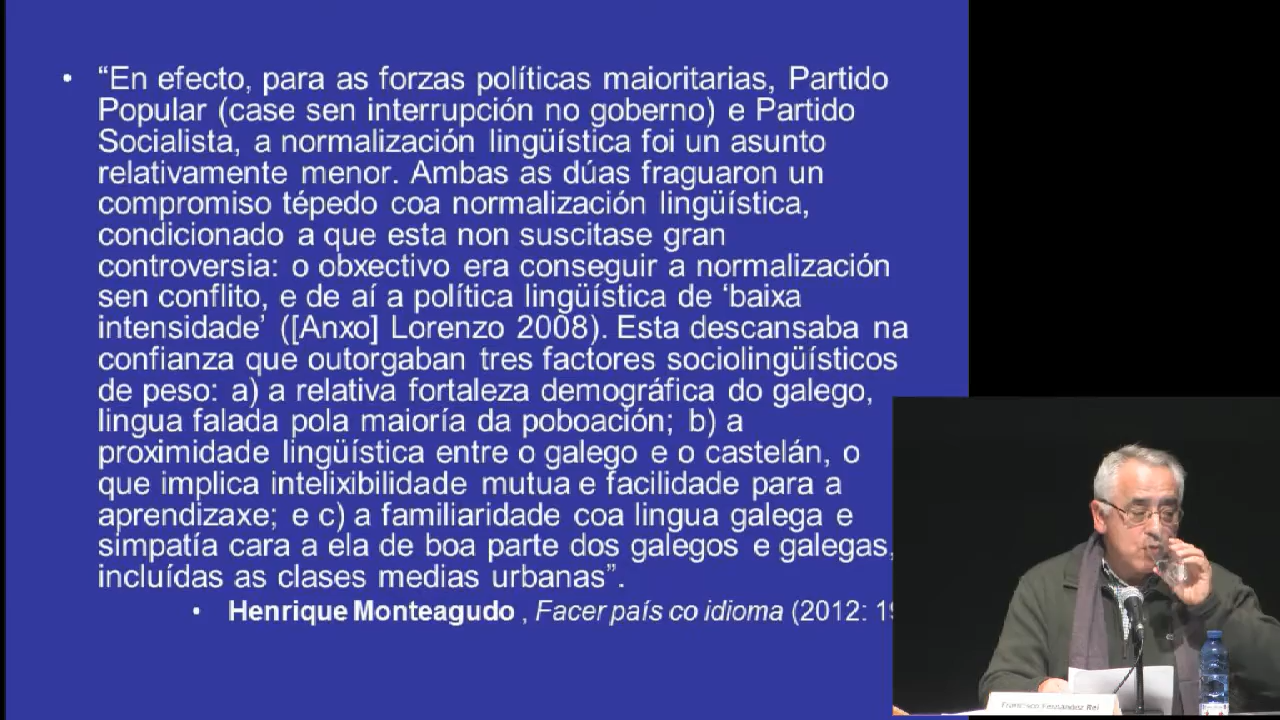 • “En efecto, para as forzas políticas maioritarias, Partido
Popular (case sen interrupción no goberno) e Partido
Socialista, a normalización lingüística foi un asunto
relativamente menor. Ambas as dúas fraguaron un
compromiso tépedo coa normalización lingüística,
condicionado a que esta non suscitase gran
controversia: o obxectivo era conseguir a normalización
sen conflito, e de aí a política lingüística de ‘baixa
intensidade’ ([Anxo] Lorenzo 2008). Esta descansaba na
confianza que outorgaban tres factores sociolingüísticos
de peso: a) a relativa fortaleza demográfica do galego,
lingua falada pola maioría da poboación; b) a
proximidade lingüística entre o galego e o castelán, o
que implica intelixibilidade mutua e facilidade para a
aprendizaxe; e c) a familiaridade coa lingua galega e
simpatía cara a ela de boa parte dos galegos e galegas,
incluídas as clases medias urbanas”.
• Henrique Monteagudo , Facer país co idioma (2012:
Francisco Fernández Rei